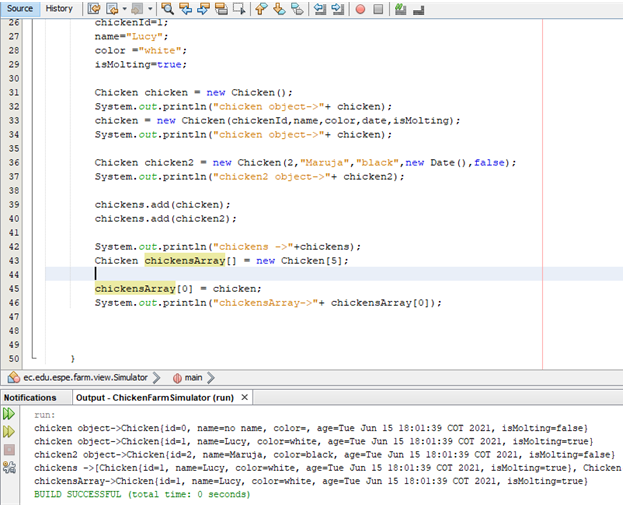 Source History
26 chickenId=1;
27 name="Lucy";
28 color ="white";
29 isMolting=true;
30
31 Chicken chicken = new Chicken();
32 System.out.println("chicken object->"+ chicken);
33 chicken = new Chicken(chickenId,name,color,date,isMolting);
34 System.out.println("chicken object->"+ chicken);
35
36 Chicken chicken2 = new Chicken(2,"Maruja","black",new Date(),false);
37 System.out.println("chicken2 object->"+ chicken2);
38
39 chickens.add(chicken);
40 chickens.add(chicken2);
41
42 System.out.println("chickens ->"+chickens);
43 Chicken chickensArray[] = new Chicken[5];
44
45 chickensArray[0] = chicken;
46 System.out.println("chickensArray->"+ chickensArray[0]);
47
48
49
50 }
ec.edu.espe.farm.view.Simulator main
Notifications Output - ChickenFarmSimulator (run) ×
run:
chicken object->Chicken{id=0, name=no name, color=, age=Tue Jun 15 18:01:39 COT 2021, isMolting=false}
chicken object->Chicken{id=1, name=Lucy, color=white, age=Tue Jun 15 18:01:39 COT 2021, isMolting=true}
chicken2 object->Chicken{id=2, name=Maruja, color=black, age=Tue Jun 15 18:01:39 COT 2021, isMolting=false}
chickens ->[Chicken{id=1, name=Lucy, color=white, age=Tue Jun 15 18:01:39 COT 2021, isMolting=true}, Chicken
chickensArray->Chicken{id=1, name=Lucy, color=white, age=Tue Jun 15 18:01:39 COT 2021, isMolting=true}
BUILD SUCCESSFUL (total time: 0 seconds)